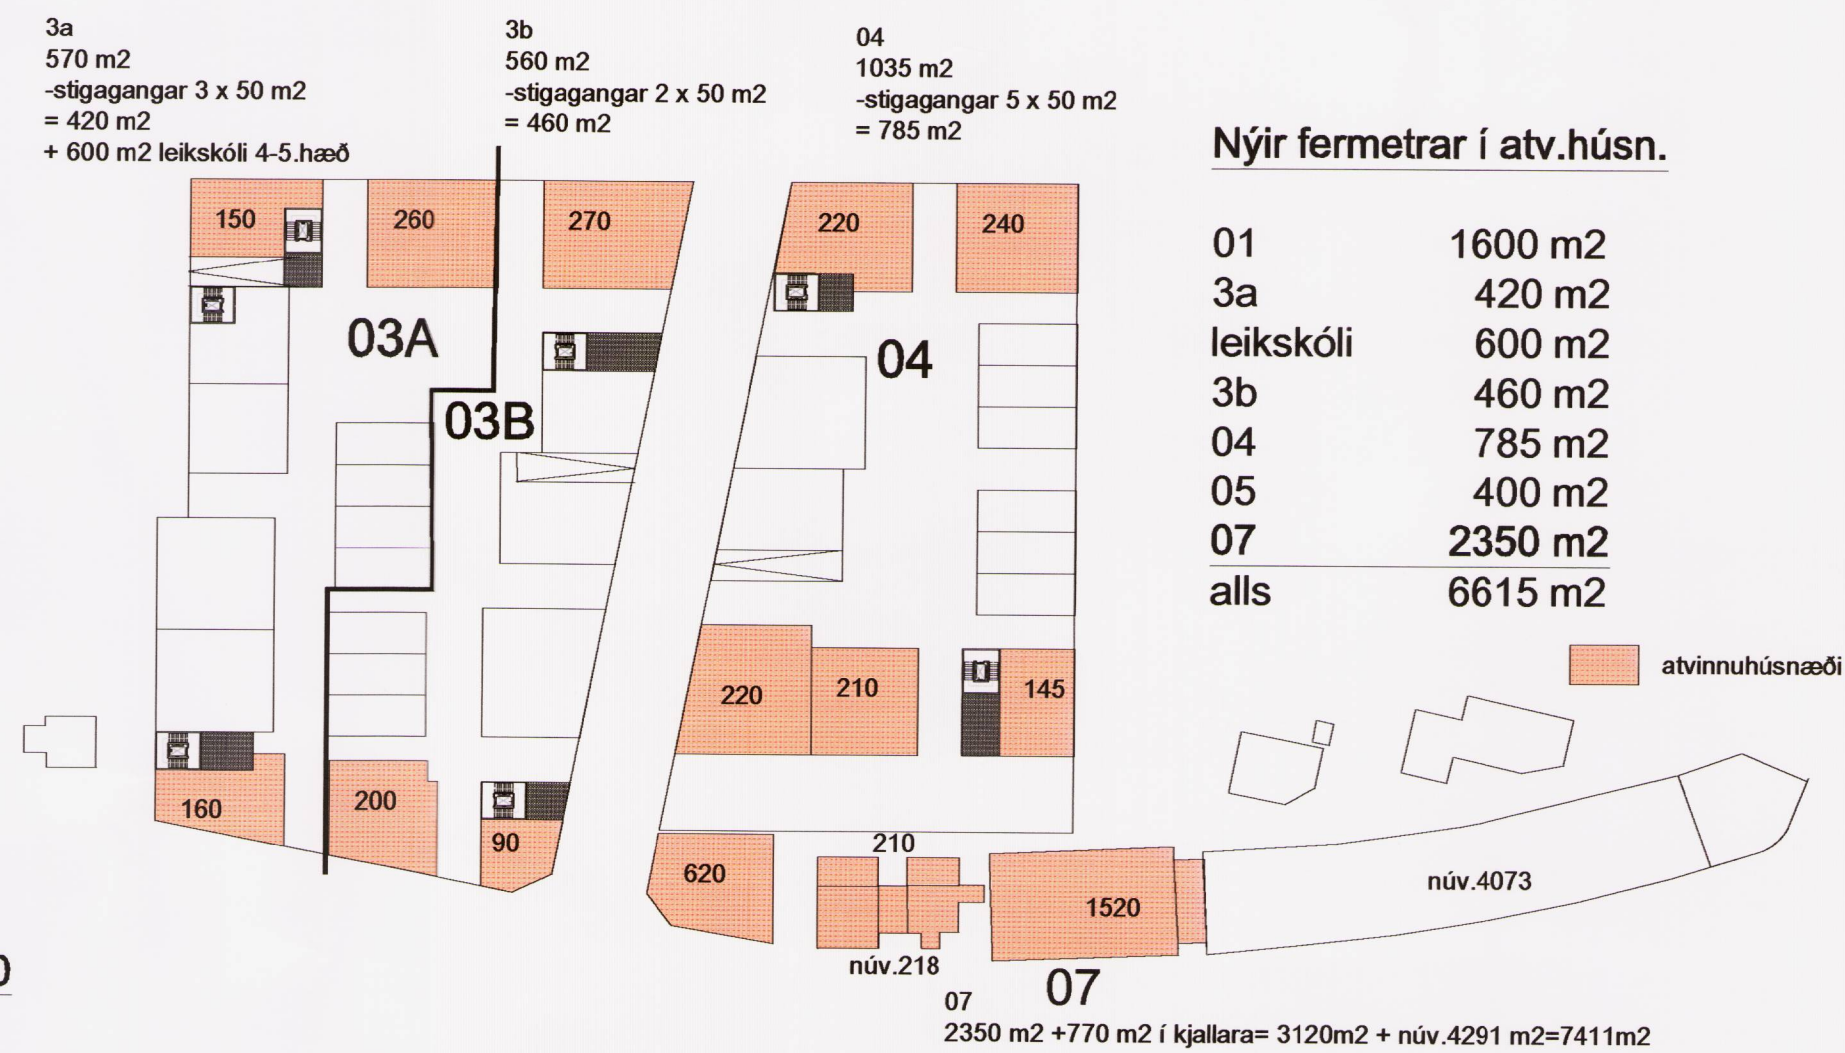 3a
570 m2
-stigagangar 3 x 50 m2
= 420 m2
+ 600 m2 leikskóli 4-5.hæð
3b
560 m2
-stigagangar 2 x 50 m2
= 460 m2
04
1035 m2
-stigagangar 5 x 50 m2
= 785 m2
Nýir fermetrar í atv.húsn.
01 1600 m2
3a 420 m2
leikskóli 600 m2
3b 460 m2
04 785 m2
05 400 m2
07 2350 m2
alls 6615 m2
atvinnuhúsnæði
150
260
270
220
240
03A
03B
04
220
210
145
160
200
90
620
210
núv.218
1520
núv.4073
07
07
2350 m2 +770 m2 í kjallara= 3120m2 + núv.4291 m2=7411m2